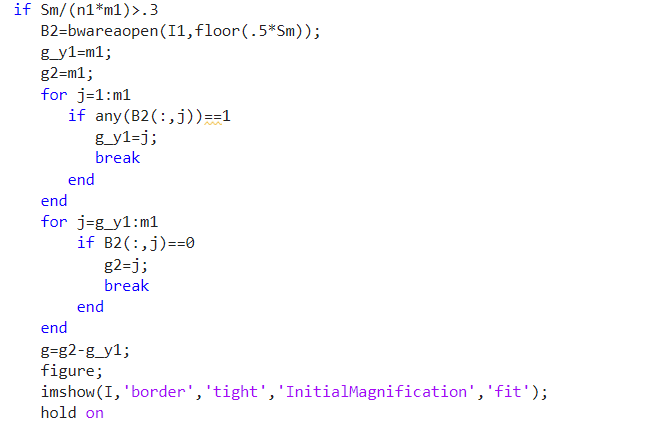 if Sm/(n1*m1)>.3
B2=bwareaopen(I1,floor(.5*Sm));
g_y1=m1;
g2=m1;
for j=1:m1
if any(B2(:,j))==1
g_y1=j;
break
end
end
for j=g_y1:m1
if B2(:,j)==0
g2=j;
break
end
end
g=g2-g_y1;
figure;
imshow(I,'border','tight','InitialMagnification','fit');
hold on